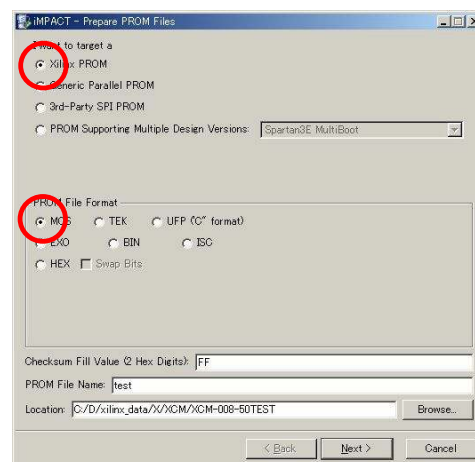 iMPACT - Prepare PROM Files
I want to target a
Xilinx PROM
Generic Parallel PROM
3rd-Party SPI PROM
PROM Supporting Multiple Design Versions: Spartan3E MultiBoot
PROM File Format
MCS TEK UFP ("C" format)
EXO BIN ISC
HEX Swap Bits
Checksum Fill Value (2 Hex Digits): FF
PROM File Name: test
Location: C:/D/xilinx_data/X/XCM/XCM-008-50TEST Browse...
< Back Next > Cancel